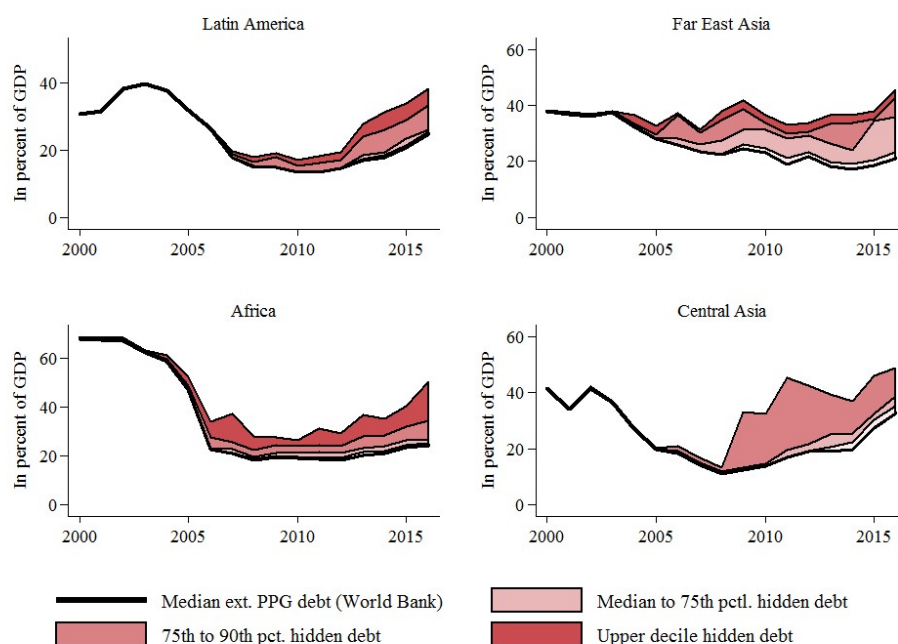 Latin America
In percent of GDP
40
20
0
2000 2005 2010 2015
Far East Asia
In percent of GDP
60
40
20
0
2000 2005 2010 2015
Africa
In percent of GDP
60
40
20
0
2000 2005 2010 2015
Central Asia
In percent of GDP
60
40
20
0
2000 2005 2010 2015
Median ext. PPG debt (World Bank)
Median to 75th pctl. hidden debt
75th to 90th pct. hidden debt
Upper decile hidden debt